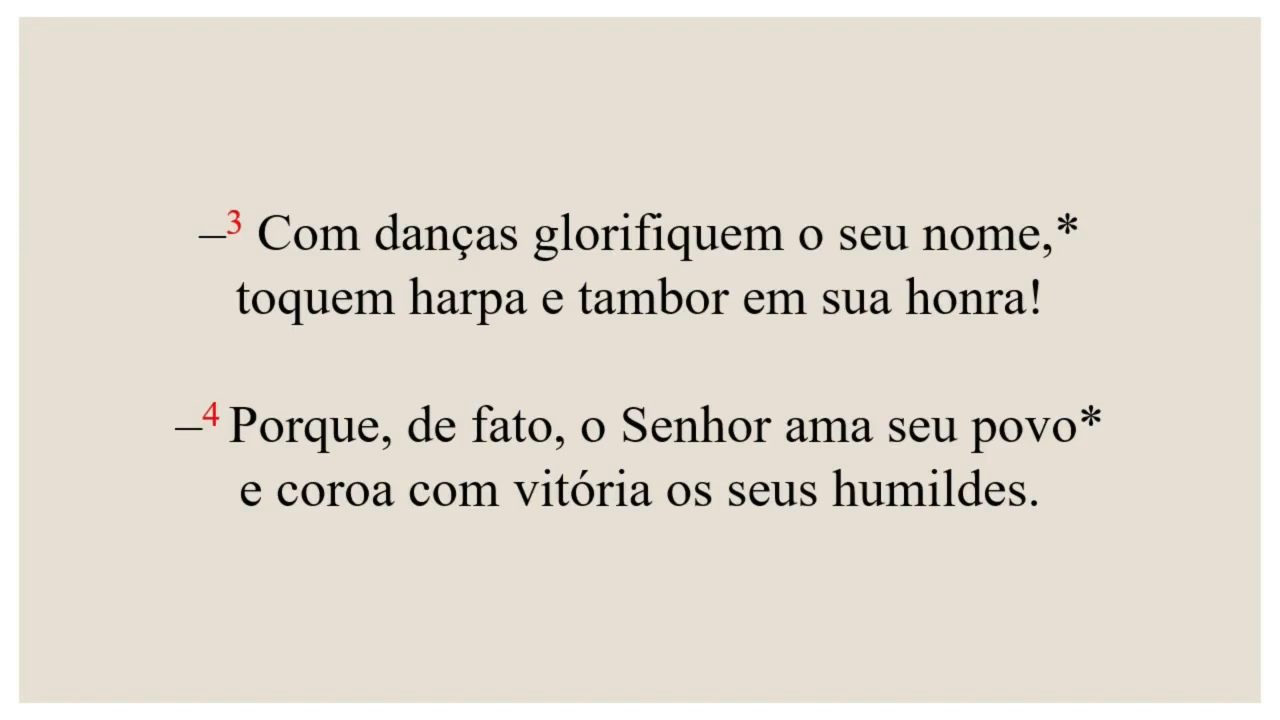 –3 Com danças glorifiquem o seu nome,*
toquem harpa e tambor em sua honra!
–4 Porque, de fato, o Senhor ama seu povo*
e coroa com vitória os seus humildes.